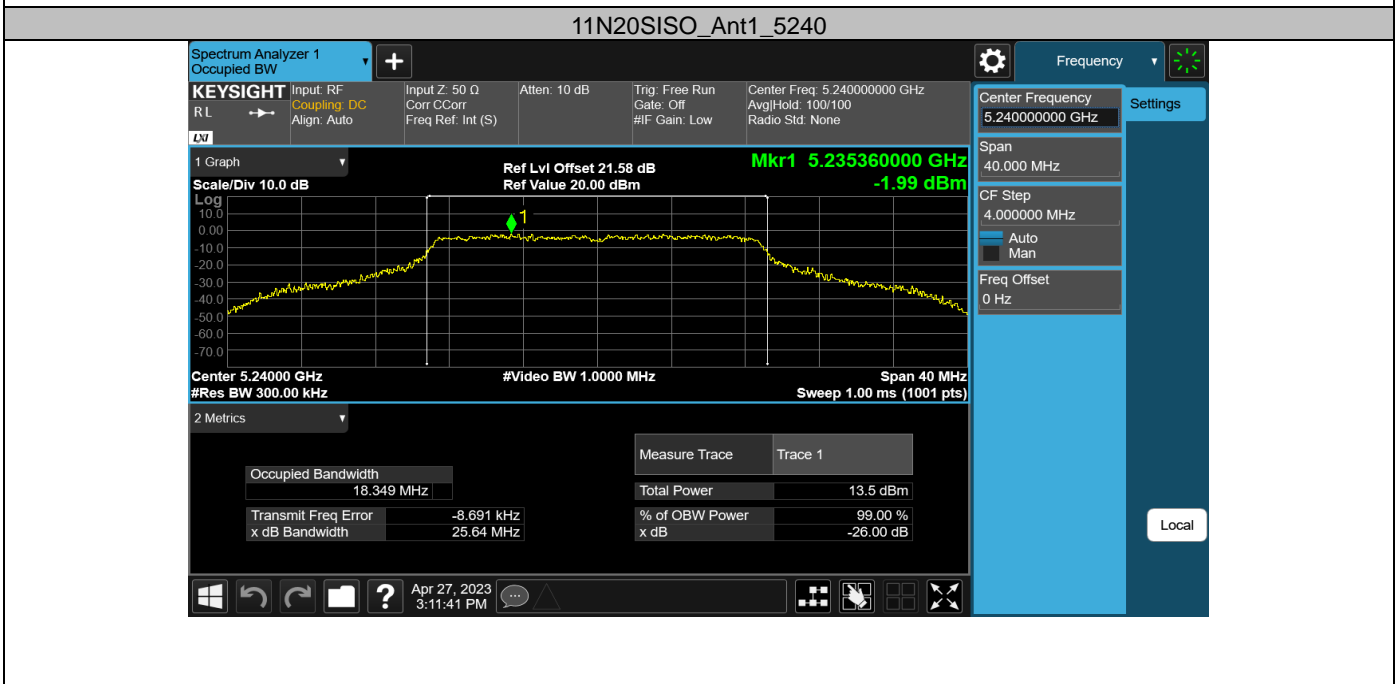 11N20SISO_Ant1_5240
Spectrum Analyzer 1
Occupied BW
+
Frequency
KEYSIGHT
RL
LXI
Input: RF
Coupling: DC
Align: Auto
Input Z: 50 Ω
Corr CCorr
Freq Ref: Int (S)
Atten: 10 dB
Trig: Free Run
Gate: Off
#IF Gain: Low
Center Freq: 5.240000000 GHz
Avg|Hold: 100/100
Radio Std: None
Center Frequency
5.240000000 GHz
Settings
Span
40.000 MHz
CF Step
4.000000 MHz
Auto
Man
Freq Offset
0 Hz
Local
1 Graph
Scale/Div 10.0 dB
Ref Lvl Offset 21.58 dB
Ref Value 20.00 dBm
Mkr1 5.235360000 GHz
-1.99 dBm
Log
10.0
0.00
-10.0
-20.0
-30.0
-40.0
-50.0
-60.0
-70.0
1
Center 5.24000 GHz
#Video BW 1.0000 MHz
Span 40 MHz
#Res BW 300.00 kHz
Sweep 1.00 ms (1001 pts)
2 Metrics
Measure Trace Trace 1
Occupied Bandwidth
18.349 MHz
Total Power 13.5 dBm
Transmit Freq Error -8.691 kHz
% of OBW Power 99.00 %
x dB Bandwidth 25.64 MHz
x dB -26.00 dB
?
Apr 27, 2023
3:11:41 PM